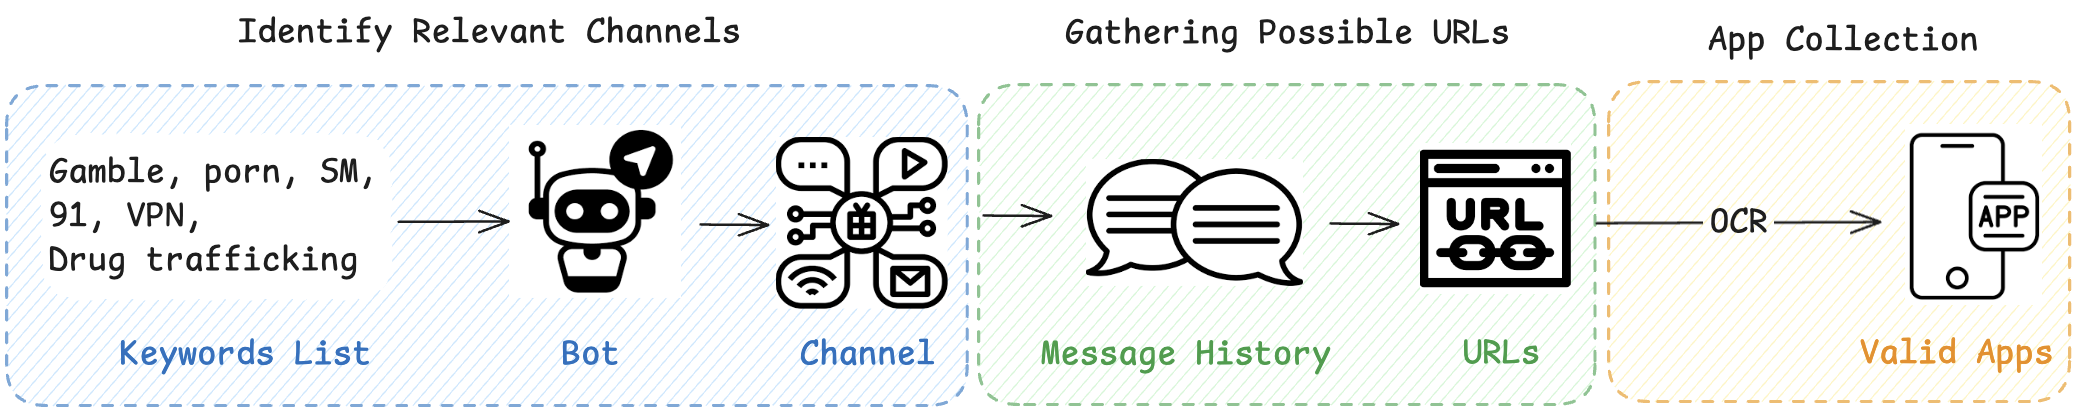 Identify Relevant Channels
Gathering Possible URLs
App Collection
Gamble, porn, SM,
91, VPN,
Drug trafficking
...
URL
OCR
APP
Keywords List
Bot
Channel
Message History
URLs
Valid Apps